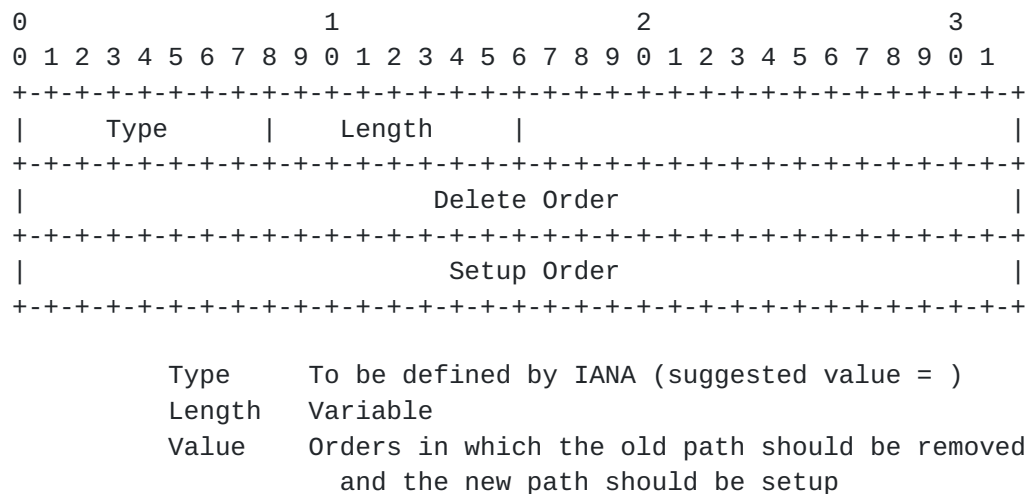 0                   1                   2                   3
0 1 2 3 4 5 6 7 8 9 0 1 2 3 4 5 6 7 8 9 0 1 2 3 4 5 6 7 8 9 0 1
+-+-+-+-+-+-+-+-+-+-+-+-+-+-+-+-+-+-+-+-+-+-+-+-+-+-+-+-+-+-+-+-+
|     Type      |    Length     |                               |
+-+-+-+-+-+-+-+-+-+-+-+-+-+-+-+-+-+-+-+-+-+-+-+-+-+-+-+-+-+-+-+-+
|                          Delete Order                         |
+-+-+-+-+-+-+-+-+-+-+-+-+-+-+-+-+-+-+-+-+-+-+-+-+-+-+-+-+-+-+-+-+
|                           Setup Order                         |
+-+-+-+-+-+-+-+-+-+-+-+-+-+-+-+-+-+-+-+-+-+-+-+-+-+-+-+-+-+-+-+-+

          Type     To be defined by IANA (suggested value = )
          Length   Variable
          Value    Orders in which the old path should be removed
                     and the new path should be setup